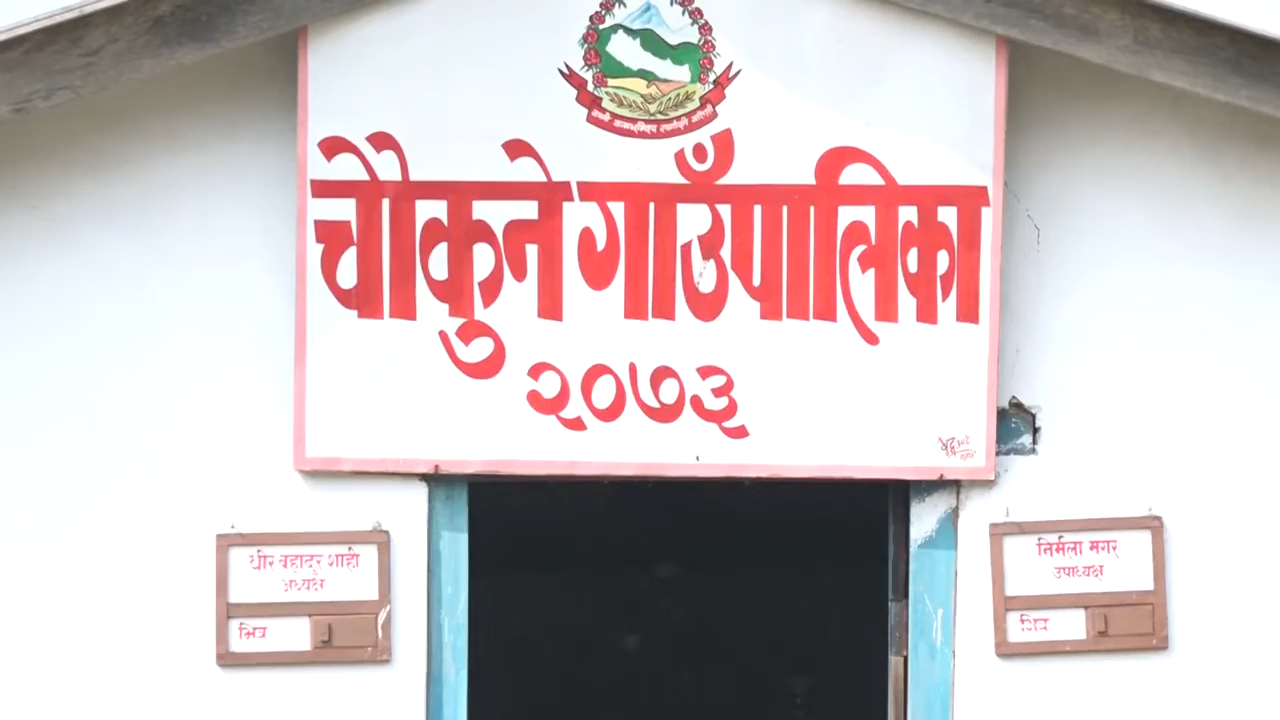 चौकुने गाउँपालिका
२०७३
धीर बहादुर शाही
अध्यक्ष
भित्र
निर्मला मगर
उपाध्यक्ष
भित्र